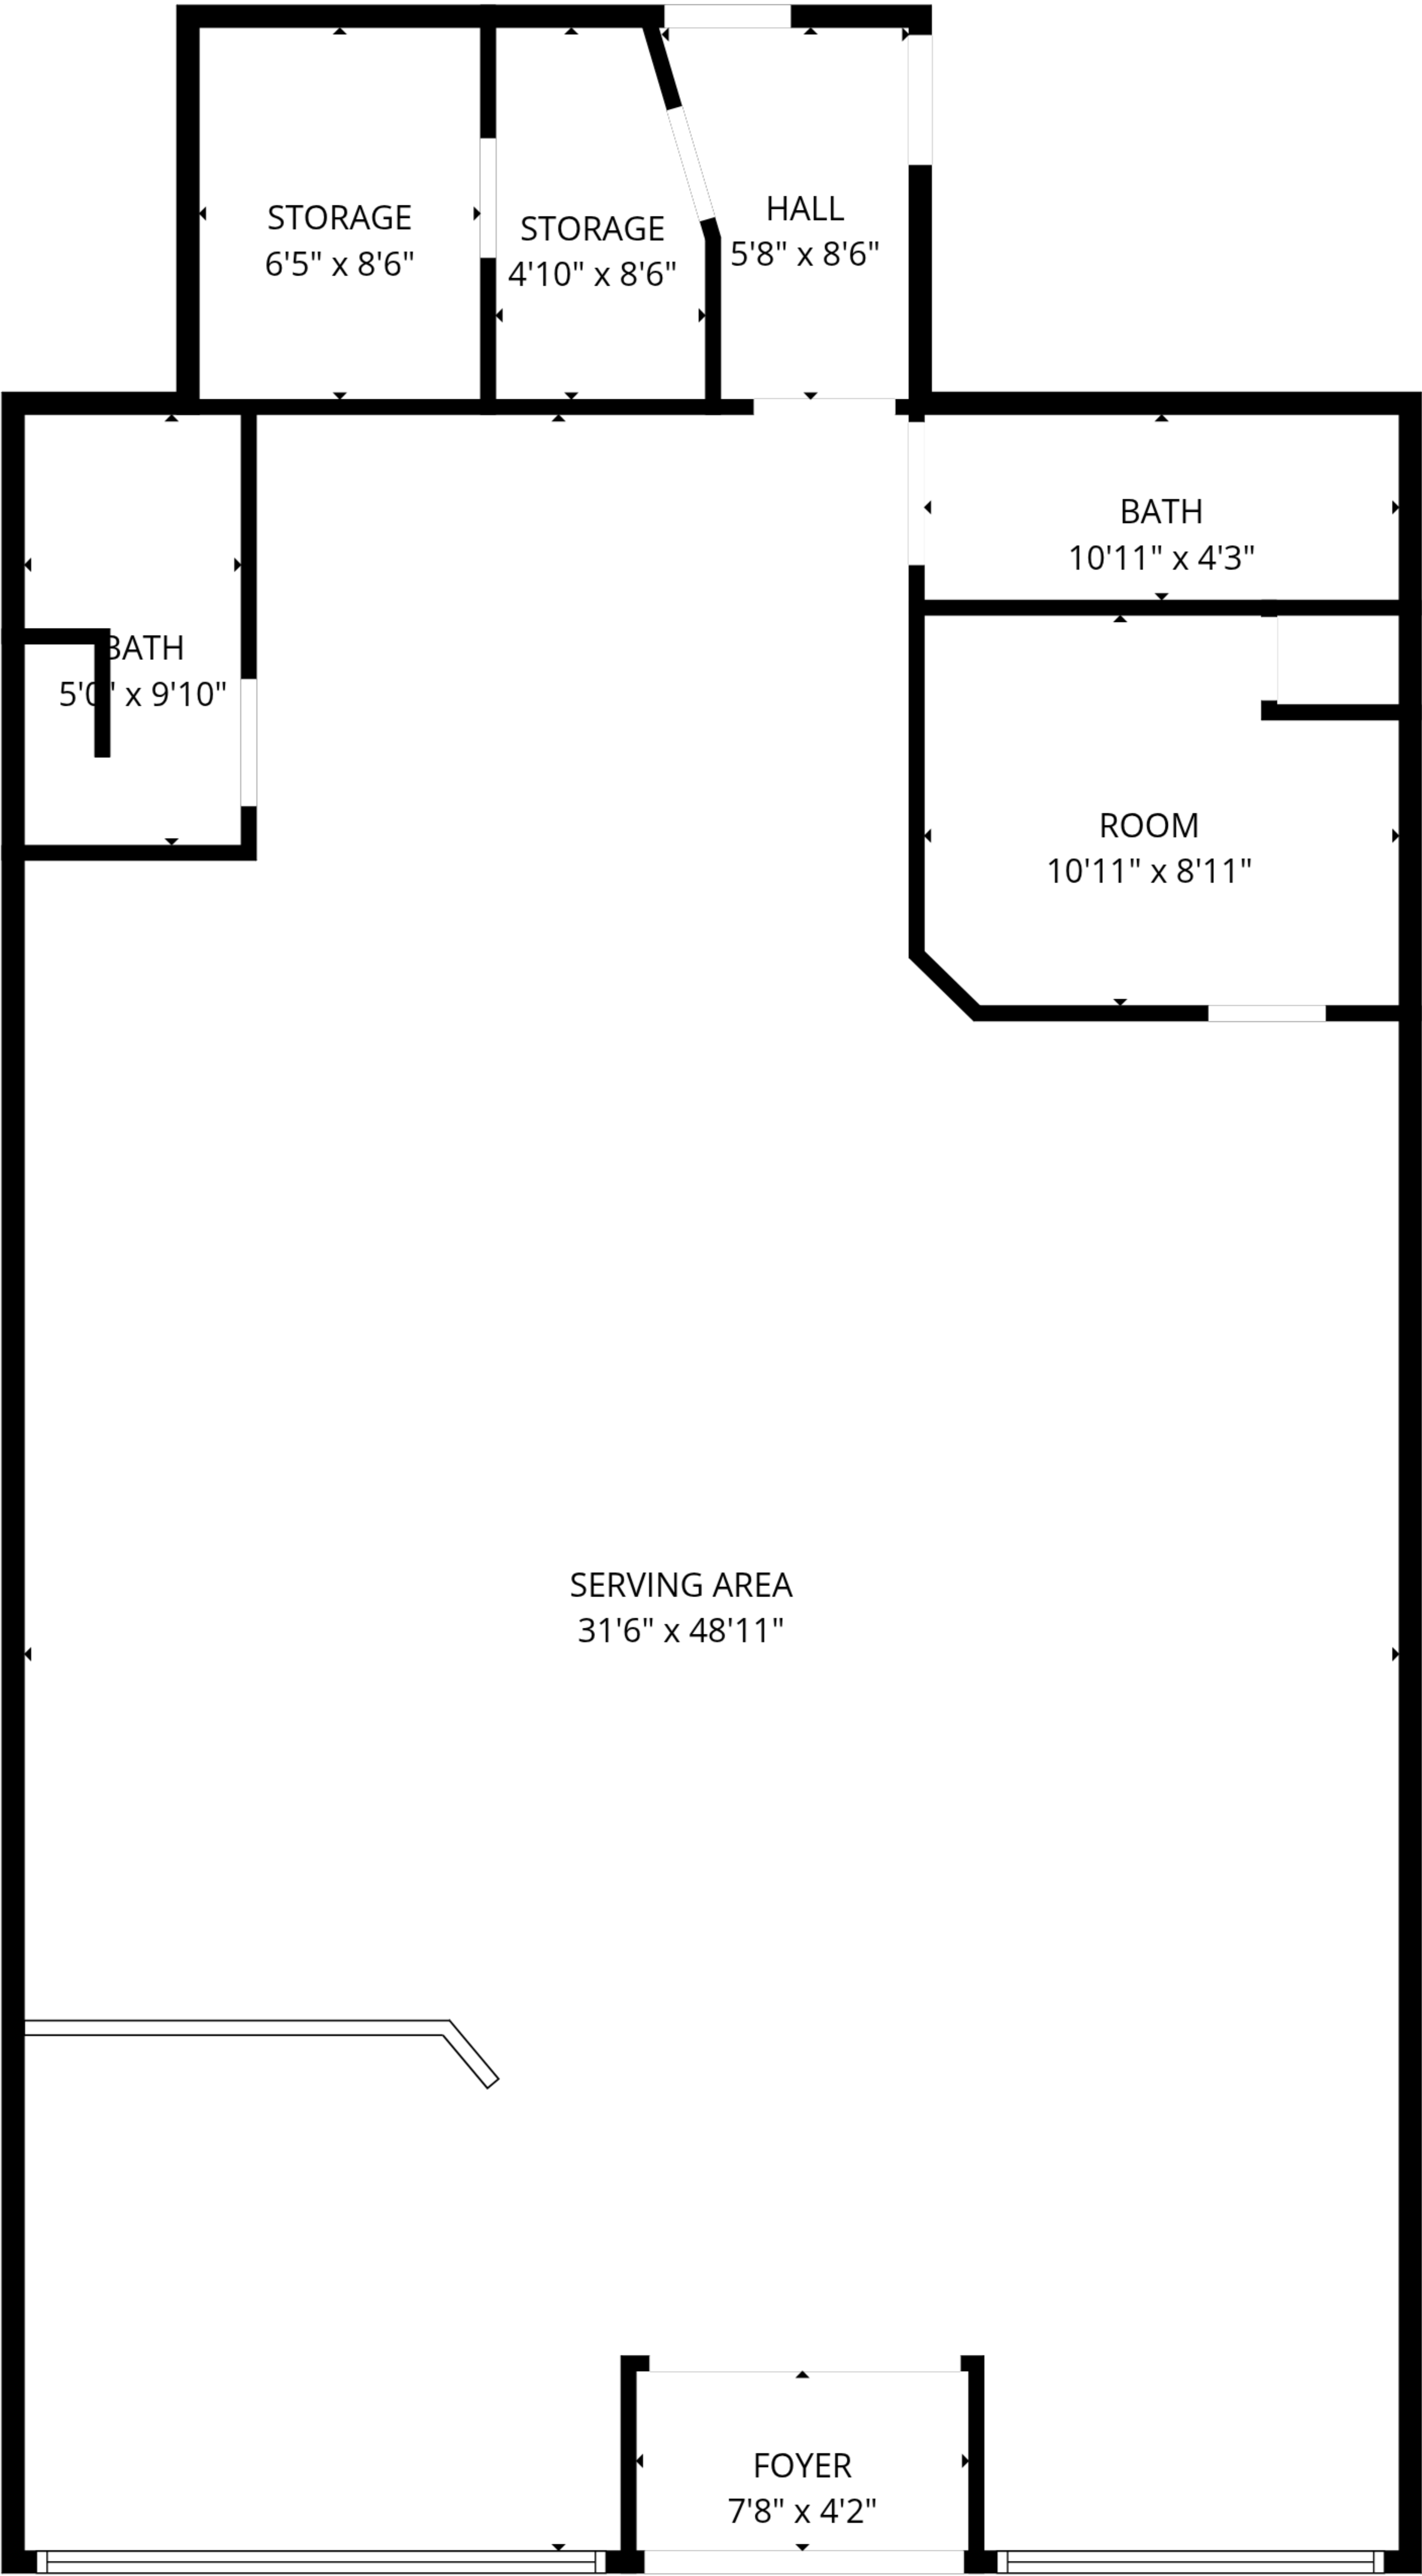 STORAGE
6'5" x 8'6"
STORAGE
4'10" x 8'6"
HALL
5'8" x 8'6"
BATH
10'11" x 4'3"
BATH
5'0" x 9'10"
ROOM
10'11" x 8'11"
SERVING AREA
31'6" x 48'11"
FOYER
7'8" x 4'2"